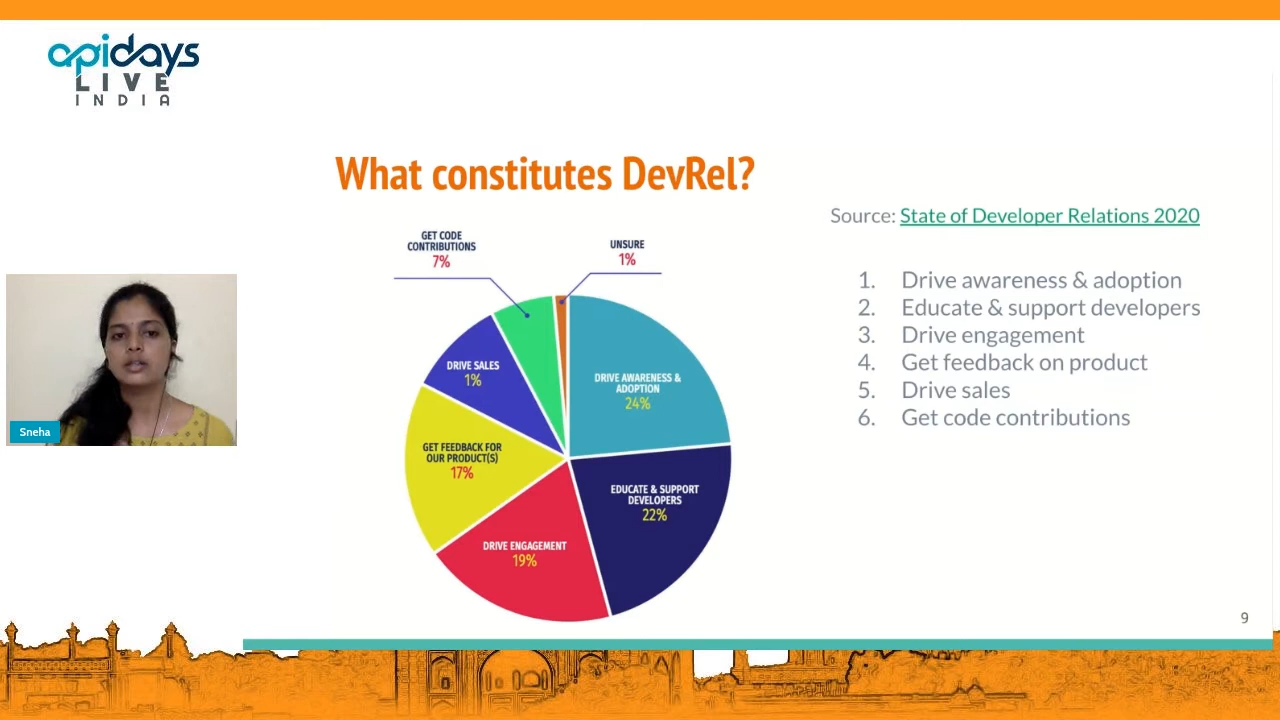 apidays
LIVE
INDIA
What constitutes DevRel?
Source: State of Developer Relations 2020
GET CODE
CONTRIBUTIONS
7%
UNSURE
1%
DRIVE SALES
1%
DRIVE AWARENESS &
ADOPTION
24%
GET FEEDBACK FOR
OUR PRODUCT(S)
17%
EDUCATE & SUPPORT
DEVELOPERS
22%
DRIVE ENGAGEMENT
19%
1. Drive awareness & adoption
2. Educate & support developers
3. Drive engagement
4. Get feedback on product
5. Drive sales
6. Get code contributions
Sneha
9